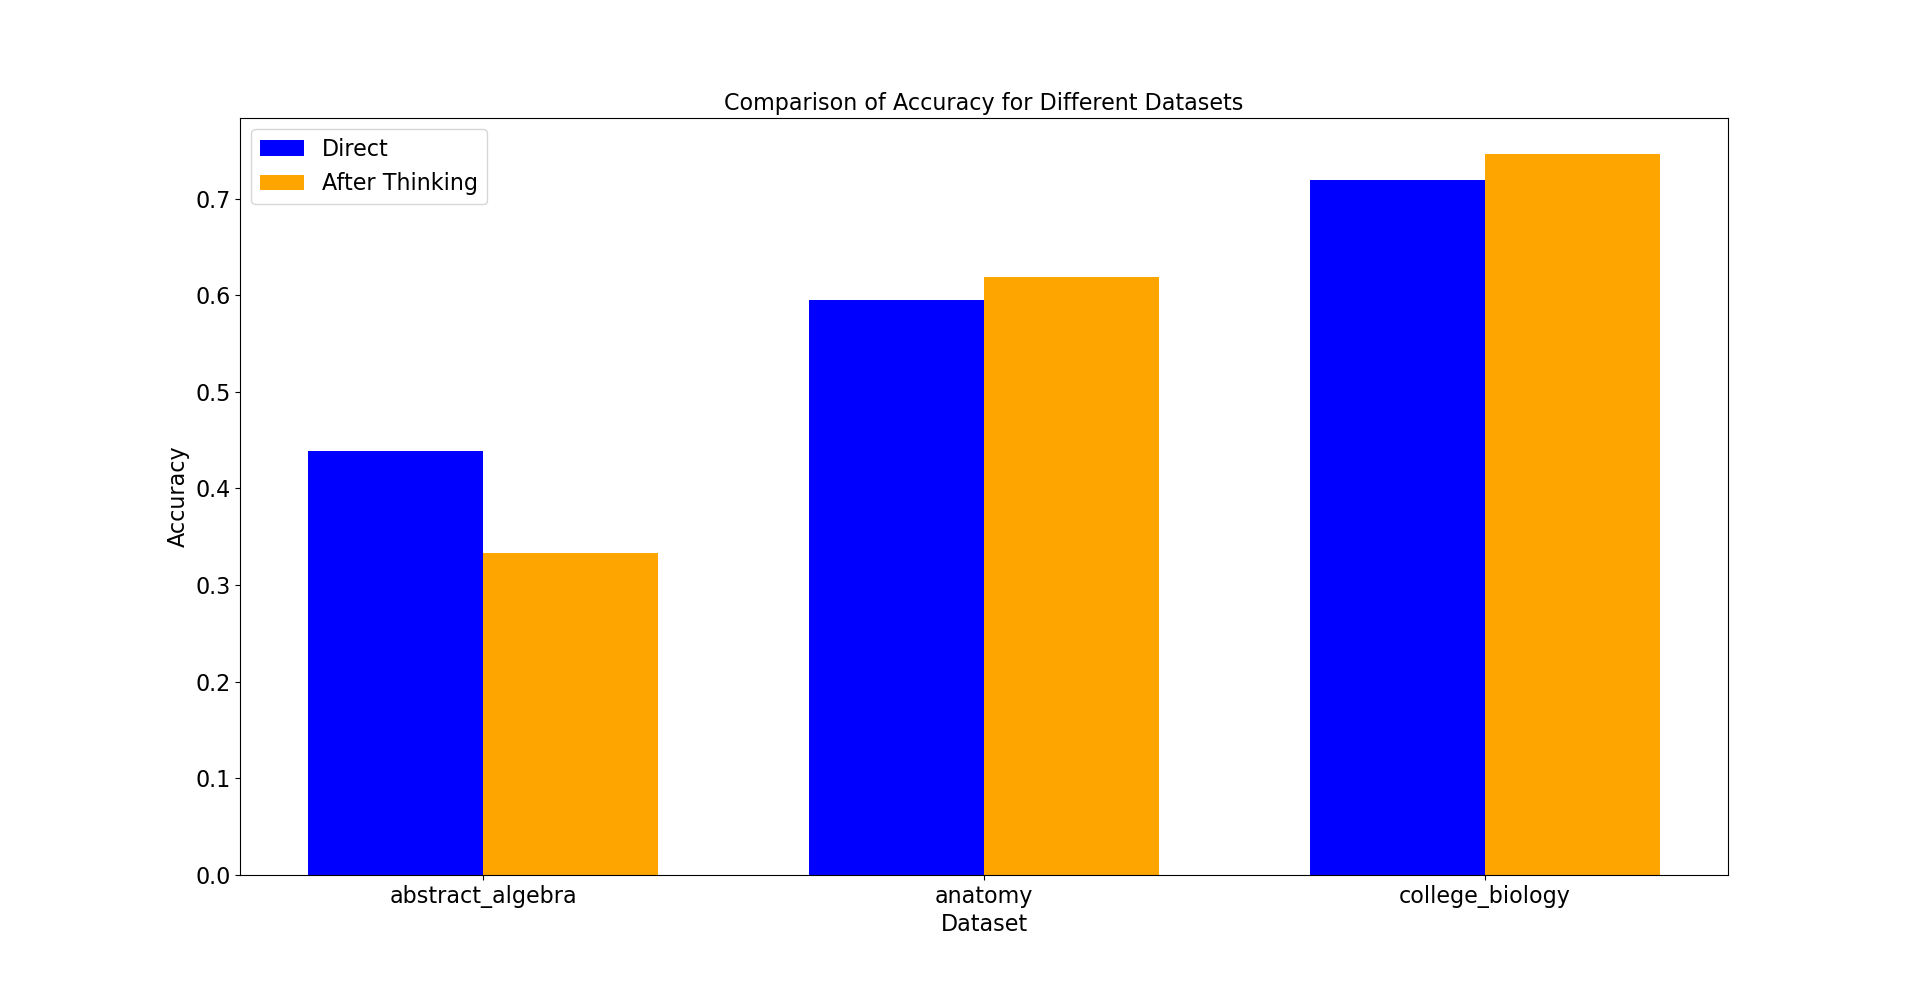 Comparison of Accuracy for Different Datasets
Direct
After Thinking
Accuracy
0.7
0.6
0.5
0.4
0.3
0.2
0.1
0.0
abstract_algebra
anatomy
college_biology
Dataset